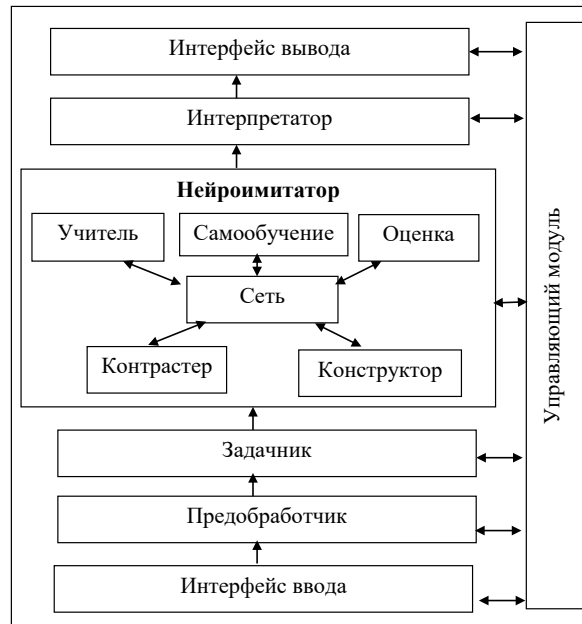 Интерфейс вывода
Интерпретатор
Нейроимитатор
Учитель
Самообучение
Оценка
Сеть
Контрастер
Конструктор
Задачник
Предобработчик
Интерфейс ввода
Управляющий модуль